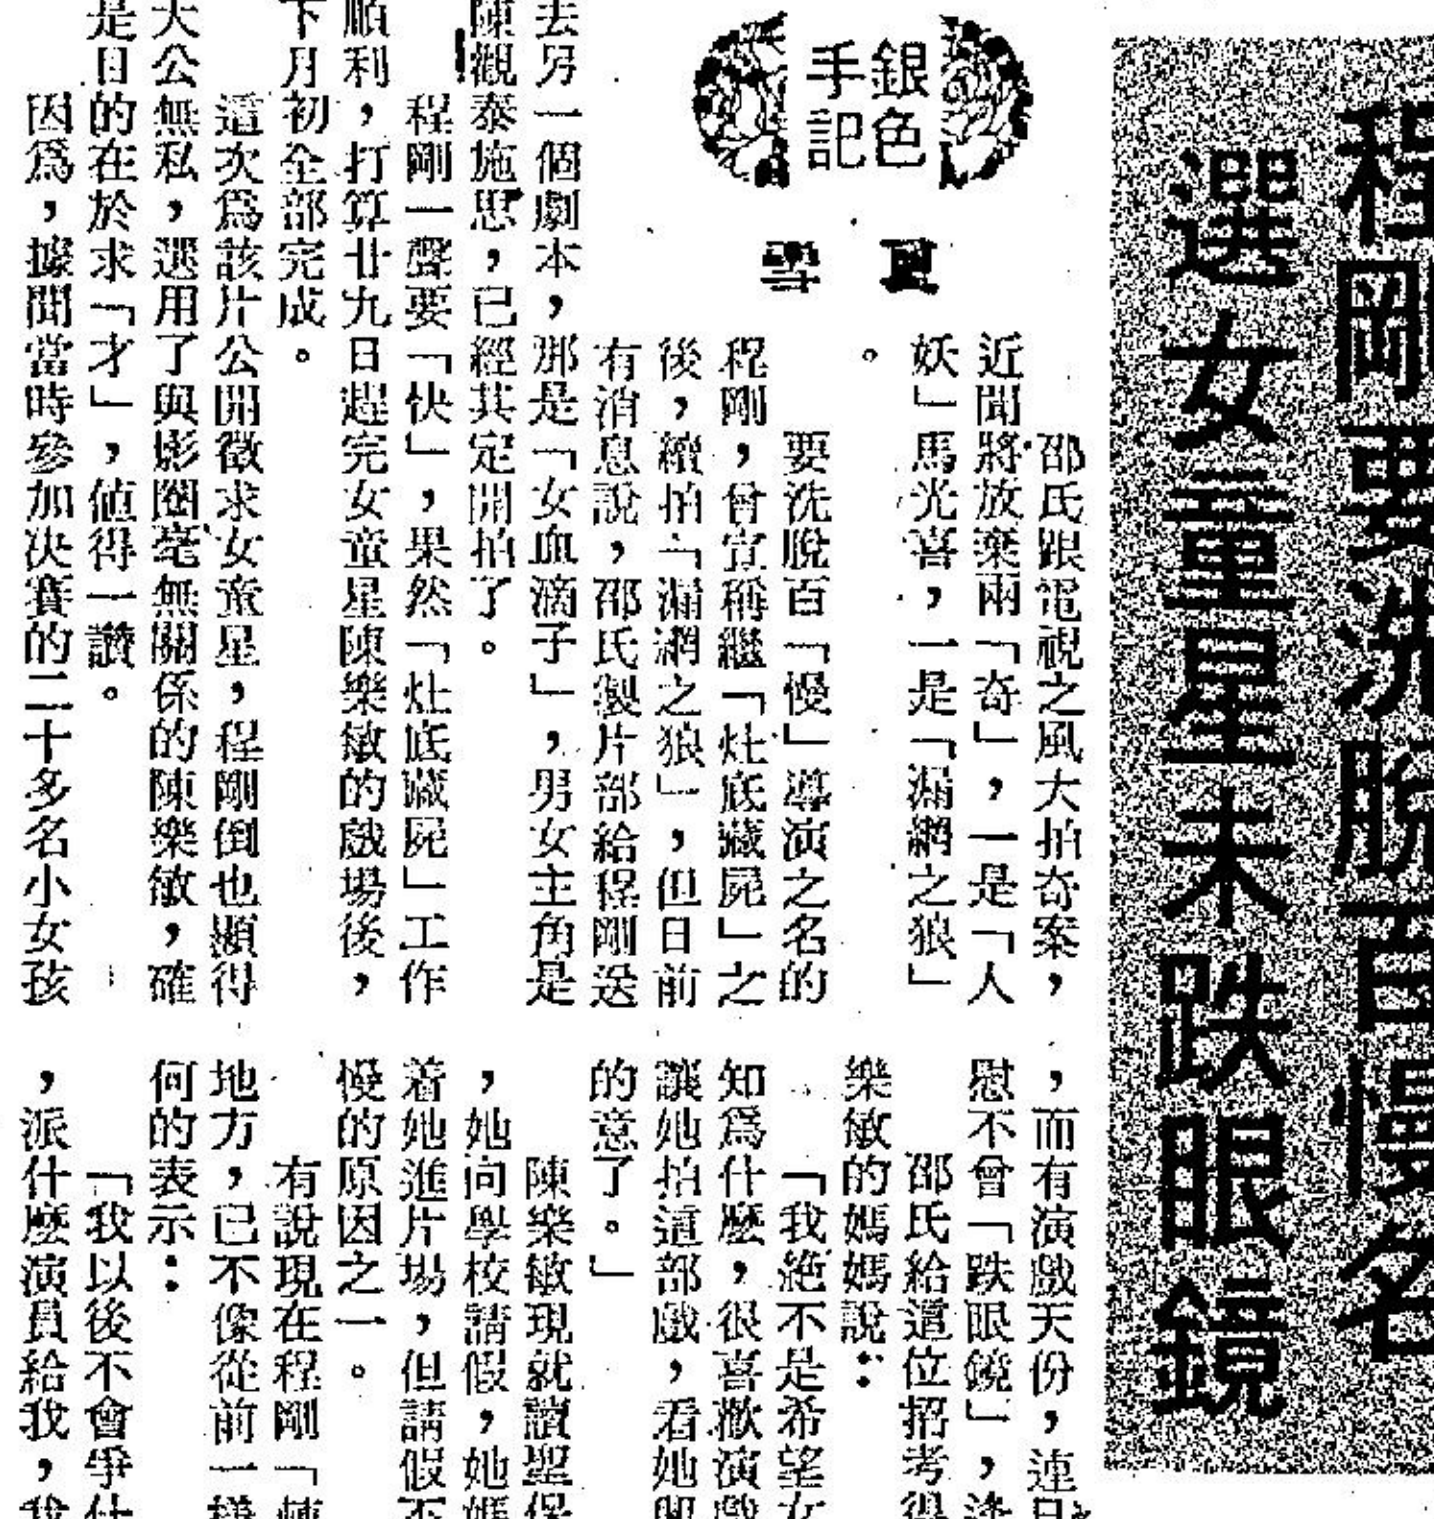 程剛要洗脫百慢名
選女童星未跌眼鏡
銀色
手記
夏
雪
邵氏跟電視之風大拍奇案，
近聞將放棄兩「奇」，一是「人
妖」馬光喜，一是「漏網之狼」
。
要洗脫百「慢」導演之名的
程剛，曾宣稱繼「灶底藏屍」之
後，續拍「漏網之狼」，但日前
有消息說，邵氏製片部給程剛送
去另一個劇本，那是「女血滴子」，男女主角是
陳觀泰施思，已經其定開拍了。
程剛一聲要「快」，果然「灶底藏屍」工作
順利，打算廿九日趕完女童星陳樂敏的戲場後，
下月初全部完成。
這次爲該片公開徵求女童星，程剛倒也顯得
大公無私，選用了與影圈毫無關係的陳樂敏，確
是日的在於求「才」，值得一讚。
因爲，據聞當時參加决賽的二十多名小女孩
，而有演戲天份，連日
慰不曾「跌眼鏡」，
邵氏給這位招考得
樂敏的媽媽說：
「我絶不是希望女
知爲什麽，很喜歡演戲
讓她拍這部戲，看她
的意了。」
陳樂敏現就讀聖保
，她向學校請假，她媽
着她進片場，但請假不
慢的原因之一。
有說現在程剛「
地方，已不像從前一樣
何的表示：
「我以後不會爭什
，派什麽演員給我，我